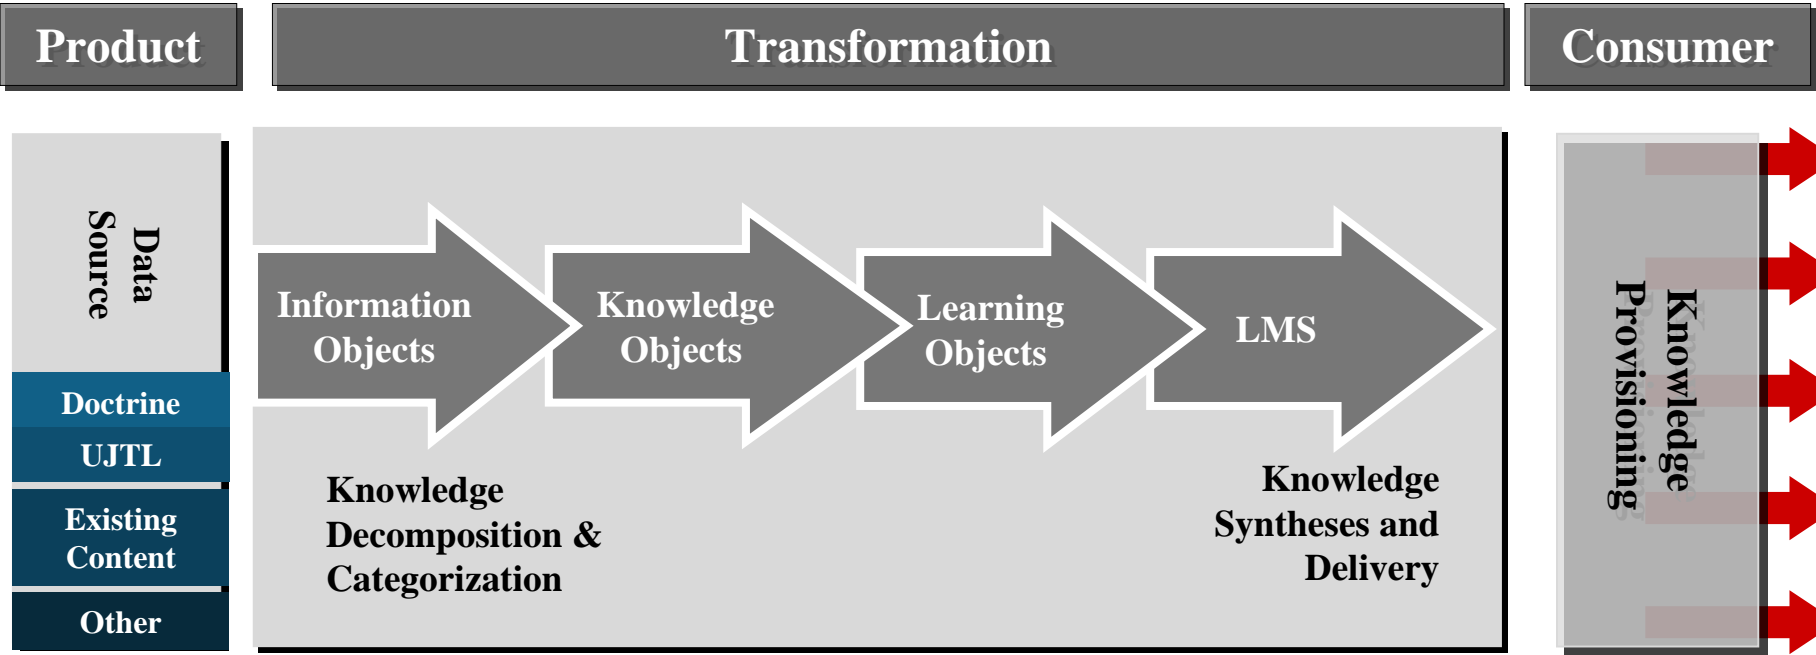 Product
Transformation
Consumer
Data
Source
Doctrine
UJTL
Existing
Content
Other
Information
Objects
Knowledge
Objects
Learning
Objects
LMS
Knowledge
Decomposition &
Categorization
Knowledge
Syntheses and
Delivery
Knowledge
Provisioning